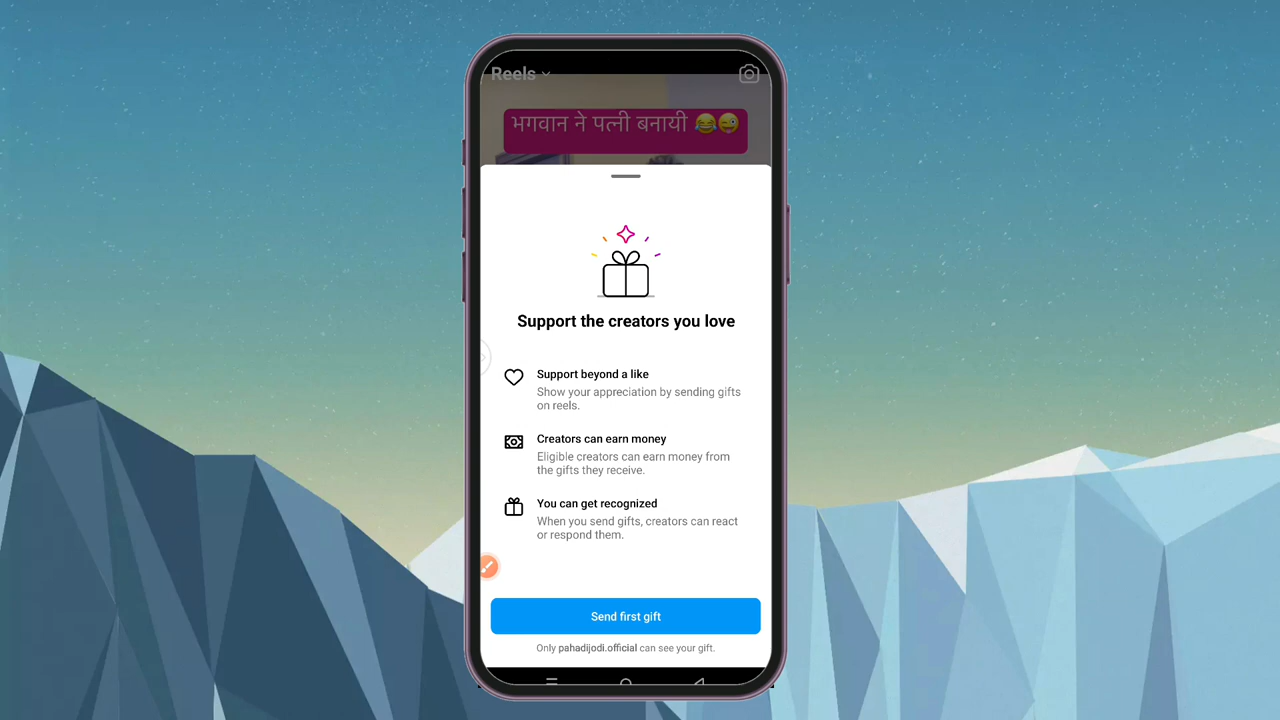 Reels
भगवान ने पत्नी बनायी 😂😜
Support the creators you love
Support beyond a like
Show your appreciation by sending gifts
on reels.
Creators can earn money
Eligible creators can earn money from
the gifts they receive.
You can get recognized
When you send gifts, creators can react
or respond them.
Send first gift
Only pahadijodi.official can see your gift.